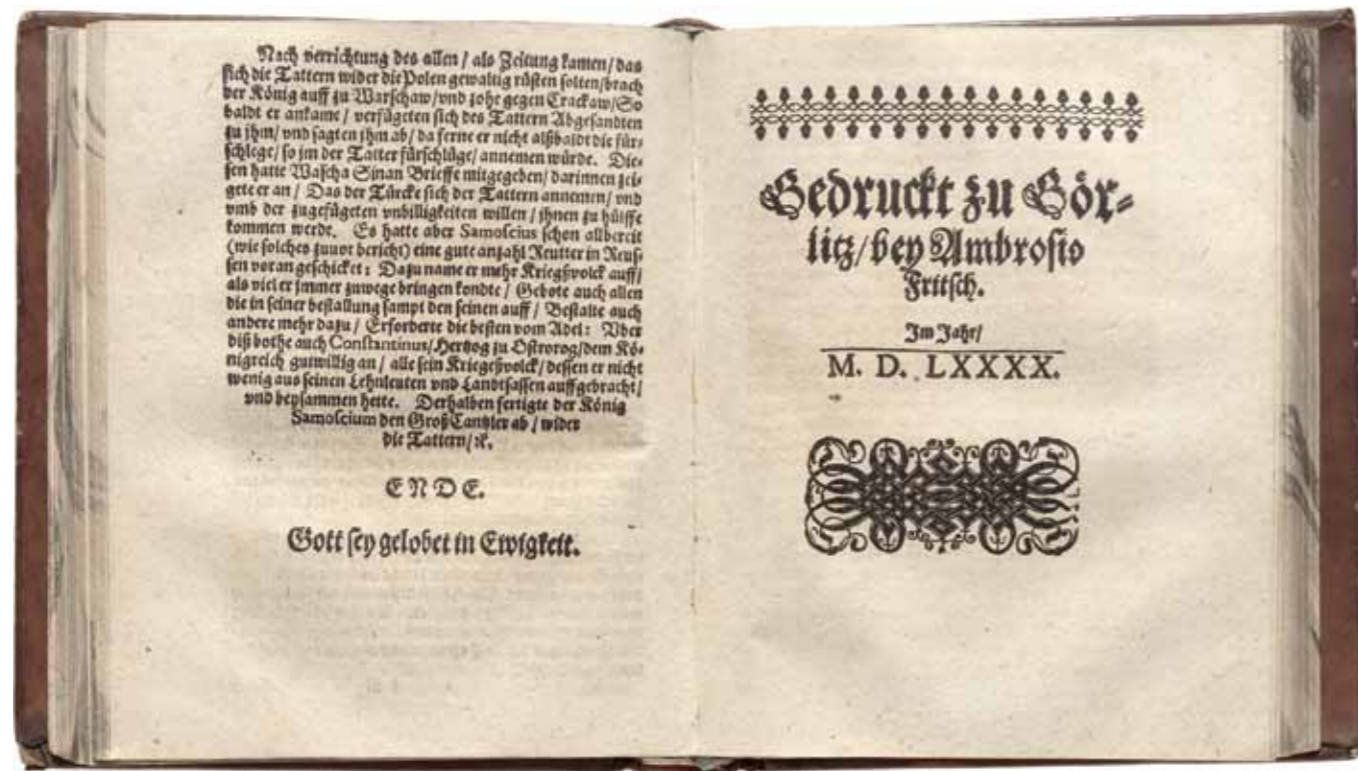 Nach verrichtung des allen / als Zeitung kamen / das
sich die Tattern wider die Polen gewaltig rüsten solten / brach
der König auff zu Warschaw / vnd zohe gegen Crackaw / So
baldt er ankame / verfügeten sich des Tattern Abgesandten
zu jhm / vnd sagten jhm ab / da ferne er nicht alßbaldt die für-
schlege / so jm der Tatter fürschlüge / annemen würde. Die-
sen hatte Wascha Sinan Brieffe mitgegeben / darinnen zei-
gete er an / Das der Türcke sich der Tattern annemen / vnd
vmb der zugefügeten vnbilligkeiten willen / jhnen zu hülffe
kommen werde. Es hatte aber Samoscius schon allbereit
(wie solches zuuor bericht) eine gute anzahl Reutter in Reus-
sen voran geschicket: Dazu name er mehr Kriegßvolck auff /
als viel er jmmer zuwege bringen kondte / Gebote auch allen
die in seiner bestallung sampt den seinen auff / Bestalte auch
andere mehr dazu / Erforderte die besten vom Adel: Vber
diß bothe auch Constantinus / Hertzog zu Ostrorog / dem Kö-
nigreich gutwillig an / alle sein Kriegeßvolck / dessen er nicht
wenig aus seinen Lehnleuten vnd Landtsassen auffgebracht /
vnd beysammen hette. Derhalben fertigte der König
Samoscium den Groß Cantzler ab / wider
die Tattern / ꝛc.
ENDE.
Gott sey gelobet in Ewigkeit.
Gedruckt zu Gör-
litz / bey Ambrosio
Fritsch.
Im Jahr /
M. D. LXXXX.